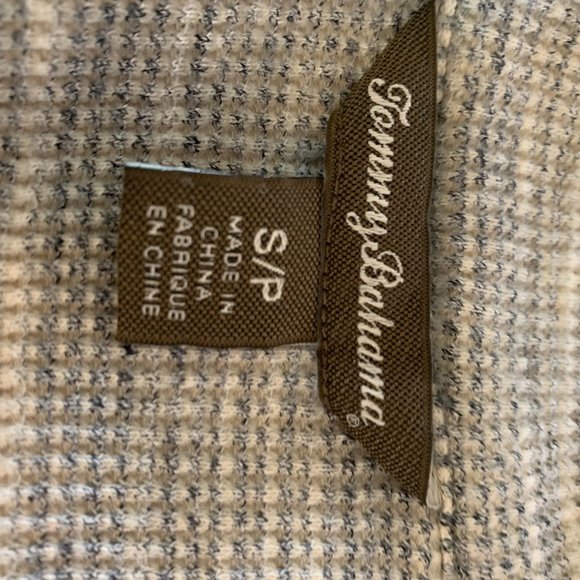 Tommy Bahama®
S/P
MADE IN
CHINA
FABRIQUE
EN CHINE